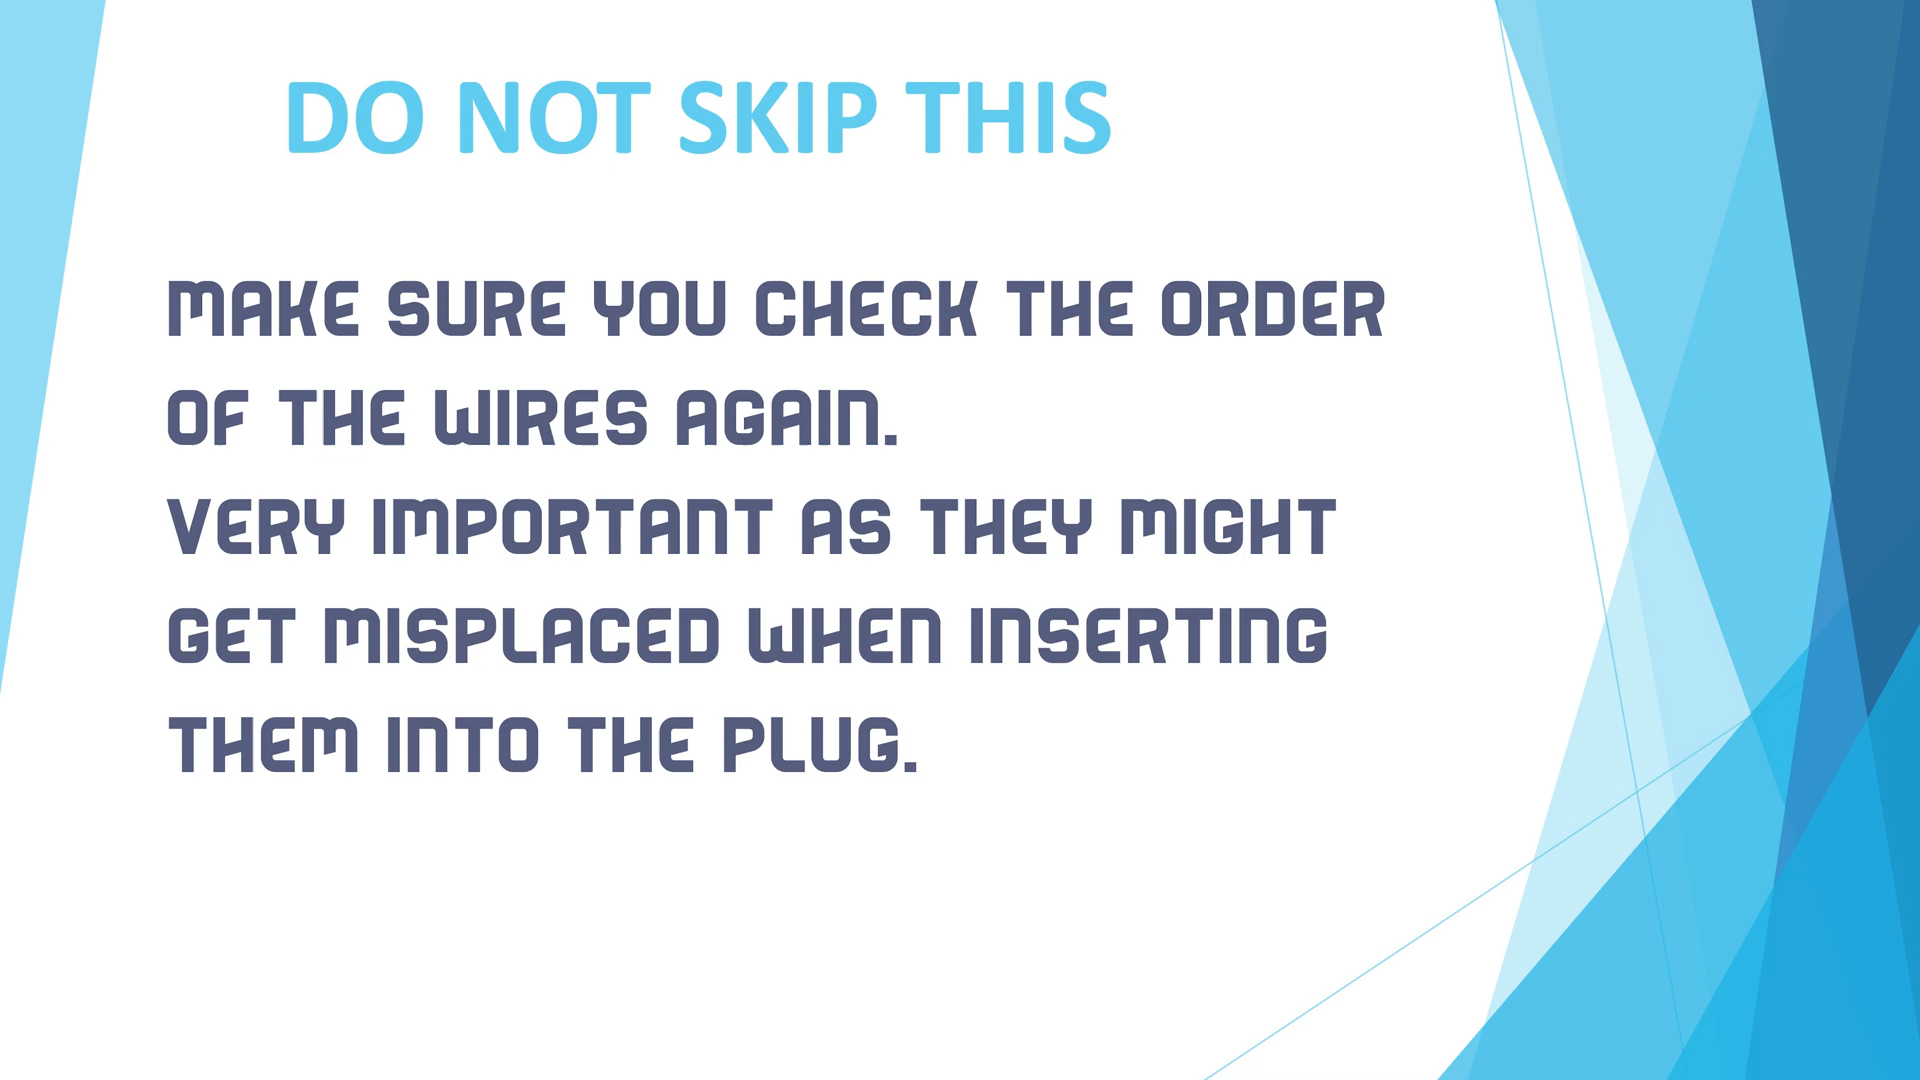 DO NOT SKIP THIS
MAKE SURE YOU CHECK THE ORDER
OF THE WIRES AGAIN.
VERY IMPORTANT AS THEY MIGHT
GET MISPLACED WHEN INSERTING
THEM INTO THE PLUG.